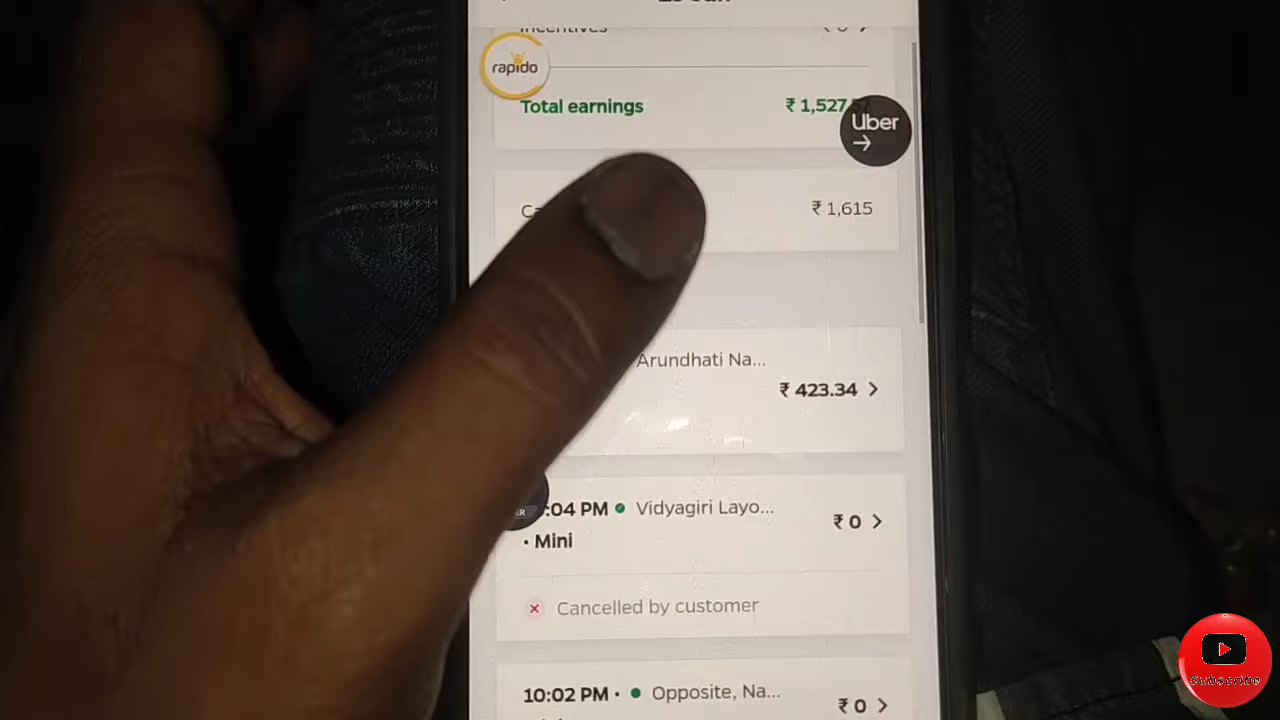 rapido
Total earnings
₹ 1,527
Uber
₹ 1,615
Arundhati Na...
₹ 423.34
:04 PM
Vidyagiri Layo...
₹ 0
• Mini
Cancelled by customer
10:02 PM •
Opposite, Na...
₹ 0
Subscribe